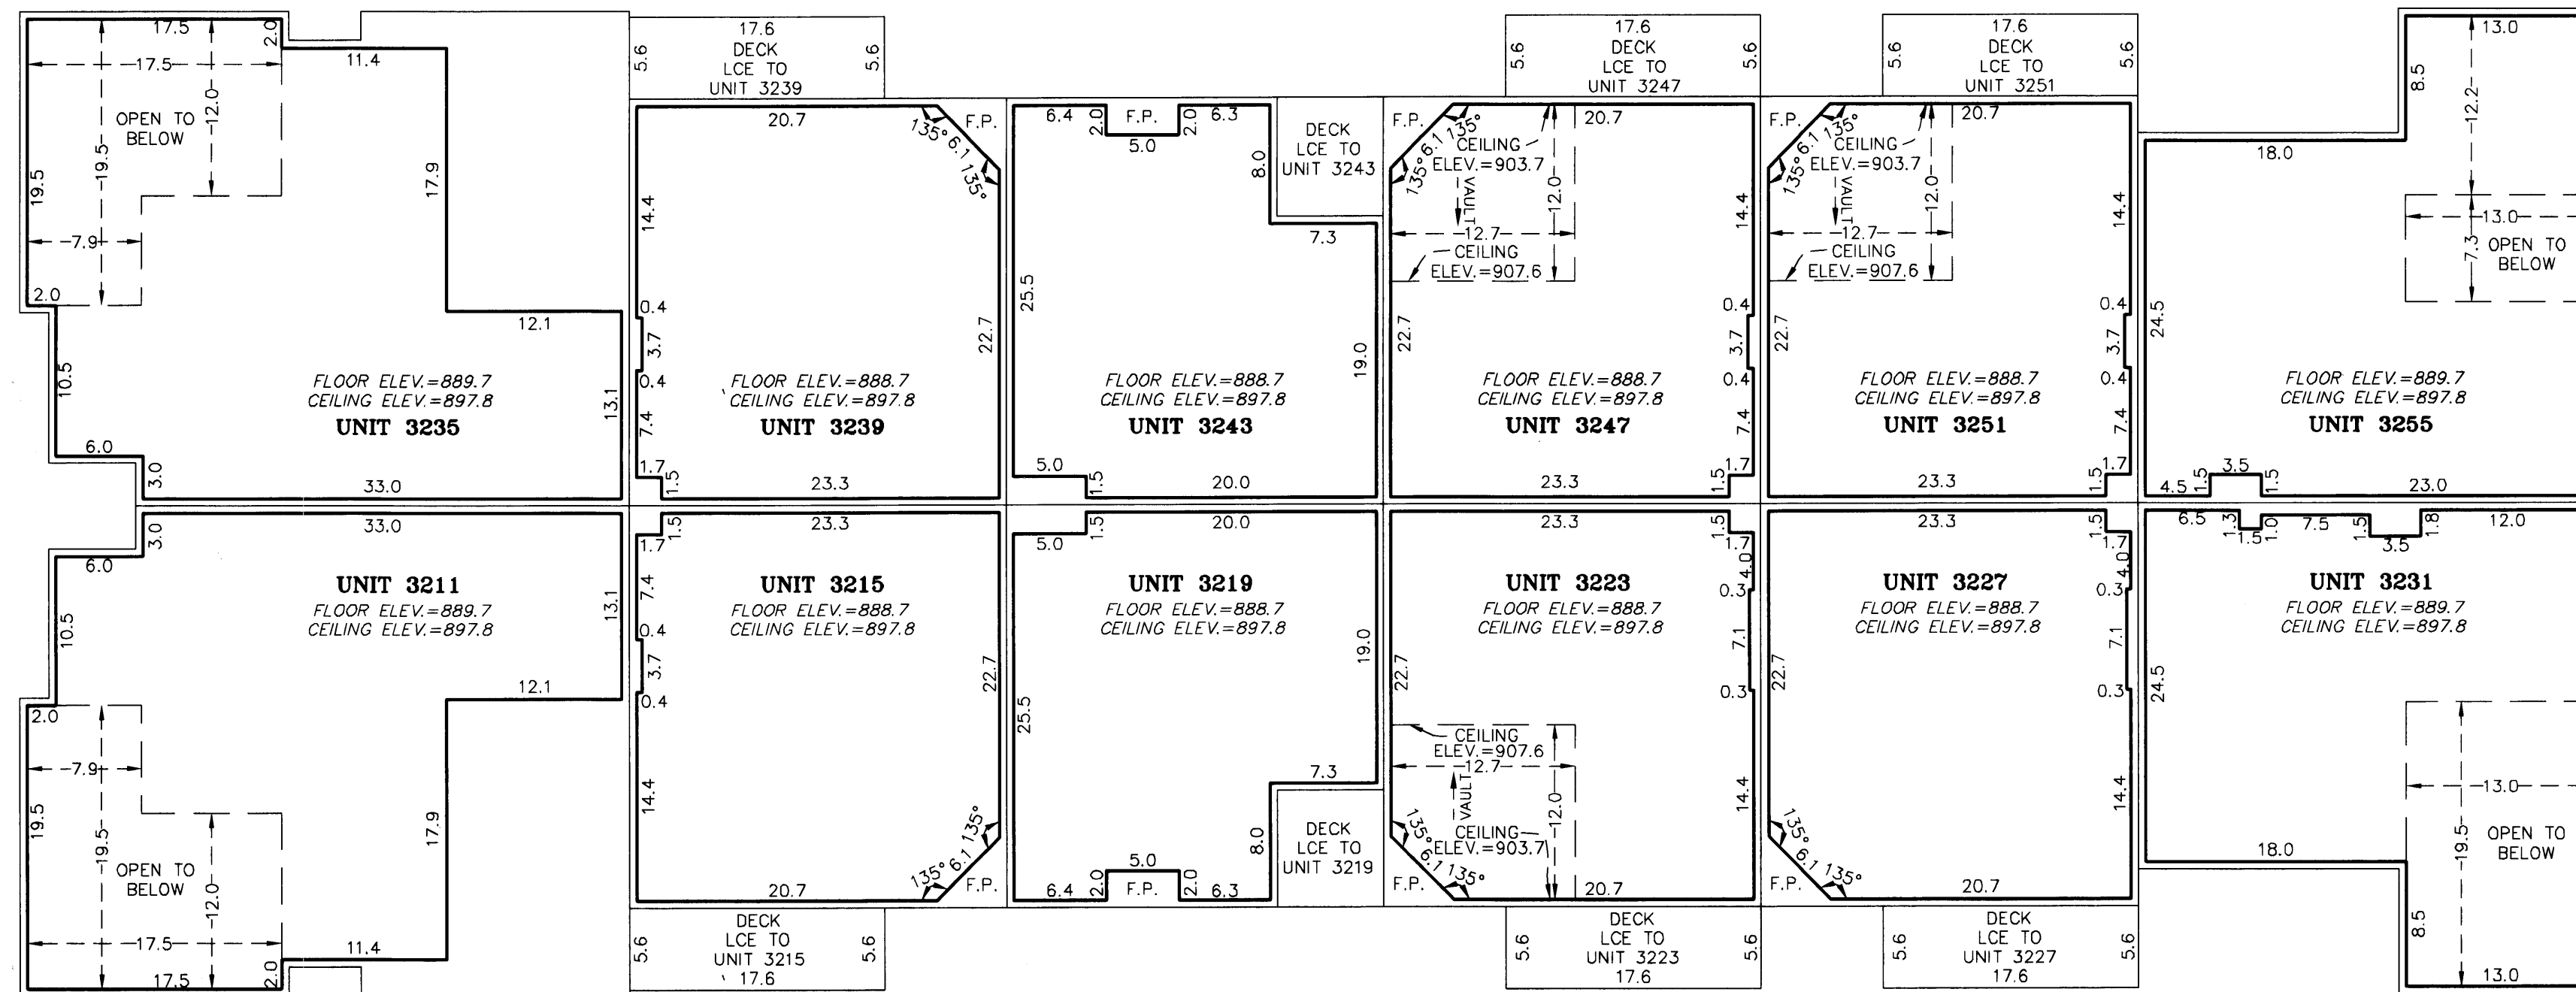 17.5
2.0
17.5
11.4
12.0
OPEN TO
BELOW
19.5
19.5
17.9
7.9
2.0
12.1
10.5
FLOOR ELEV.=889.7
CEILING ELEV.=897.8
UNIT 3235
13.1
6.0
3.0
33.0
17.6
DECK
LCE TO
UNIT 3239
5.6
5.6
20.7
135°
6.1
135°
F.P.
14.4
0.4
3.7
0.4
22.7
FLOOR ELEV.=888.7
CEILING ELEV.=897.8
UNIT 3239
7.4
1.7
1.5
23.3
6.4
2.0
F.P.
2.0
6.3
5.0
8.0
DECK
LCE TO
UNIT 3243
7.3
25.5
19.0
FLOOR ELEV.=888.7
CEILING ELEV.=897.8
UNIT 3243
5.0
1.5
20.0
17.6
DECK
LCE TO
UNIT 3247
5.6
5.6
F.P.
135°
6.1
135°
20.7
CEILING
ELEV.=903.7
VAULT
12.0
12.7
CEILING
ELEV.=907.6
14.4
0.4
3.7
0.4
22.7
FLOOR ELEV.=888.7
CEILING ELEV.=897.8
UNIT 3247
7.4
1.7
1.5
23.3
17.6
DECK
LCE TO
UNIT 3251
5.6
5.6
F.P.
135°
6.1
135°
20.7
CEILING
ELEV.=903.7
VAULT
12.0
12.7
CEILING
ELEV.=907.6
14.4
0.4
3.7
0.4
22.7
FLOOR ELEV.=888.7
CEILING ELEV.=897.8
UNIT 3251
7.4
1.7
1.5
23.3
13.0
8.5
12.2
18.0
13.0
7.3
OPEN TO
BELOW
24.5
FLOOR ELEV.=889.7
CEILING ELEV.=897.8
UNIT 3255
3.5
4.5
1.5
1.5
23.0
33.0
3.0
6.0
UNIT 3211
FLOOR ELEV.=889.7
CEILING ELEV.=897.8
13.1
10.5
12.1
2.0
7.9
19.5
19.5
17.9
OPEN TO
BELOW
12.0
17.5
11.4
17.5
2.0
1.5
23.3
1.7
UNIT 3215
7.4
FLOOR ELEV.=888.7
CEILING ELEV.=897.8
0.4
3.7
0.4
22.7
14.4
135°
6.1
135°
F.P.
20.7
DECK
LCE TO
UNIT 3215
17.6
5.6
5.6
1.5
20.0
5.0
UNIT 3219
FLOOR ELEV.=888.7
CEILING ELEV.=897.8
19.0
25.5
7.3
8.0
DECK
LCE TO
UNIT 3219
5.0
6.4
2.0
F.P.
2.0
6.3
23.3
1.5
1.7
4.0
UNIT 3223
0.3
FLOOR ELEV.=888.7
CEILING ELEV.=897.8
7.1
22.7
0.3
CEILING
ELEV.=907.6
12.7
VAULT
12.0
14.4
CEILING
ELEV.=903.7
135°
6.1
135°
F.P.
20.7
DECK
LCE TO
UNIT 3223
17.6
5.6
5.6
23.3
1.5
1.7
4.0
UNIT 3227
0.3
FLOOR ELEV.=888.7
CEILING ELEV.=897.8
7.1
22.7
0.3
14.4
135°
6.1
135°
F.P.
20.7
DECK
LCE TO
UNIT 3227
17.6
5.6
5.6
6.5
1.3
1.5
1.0
7.5
1.5
3.5
1.8
12.0
UNIT 3231
FLOOR ELEV.=889.7
CEILING ELEV.=897.8
24.5
13.0
19.5
OPEN TO
BELOW
18.0
8.5
13.0